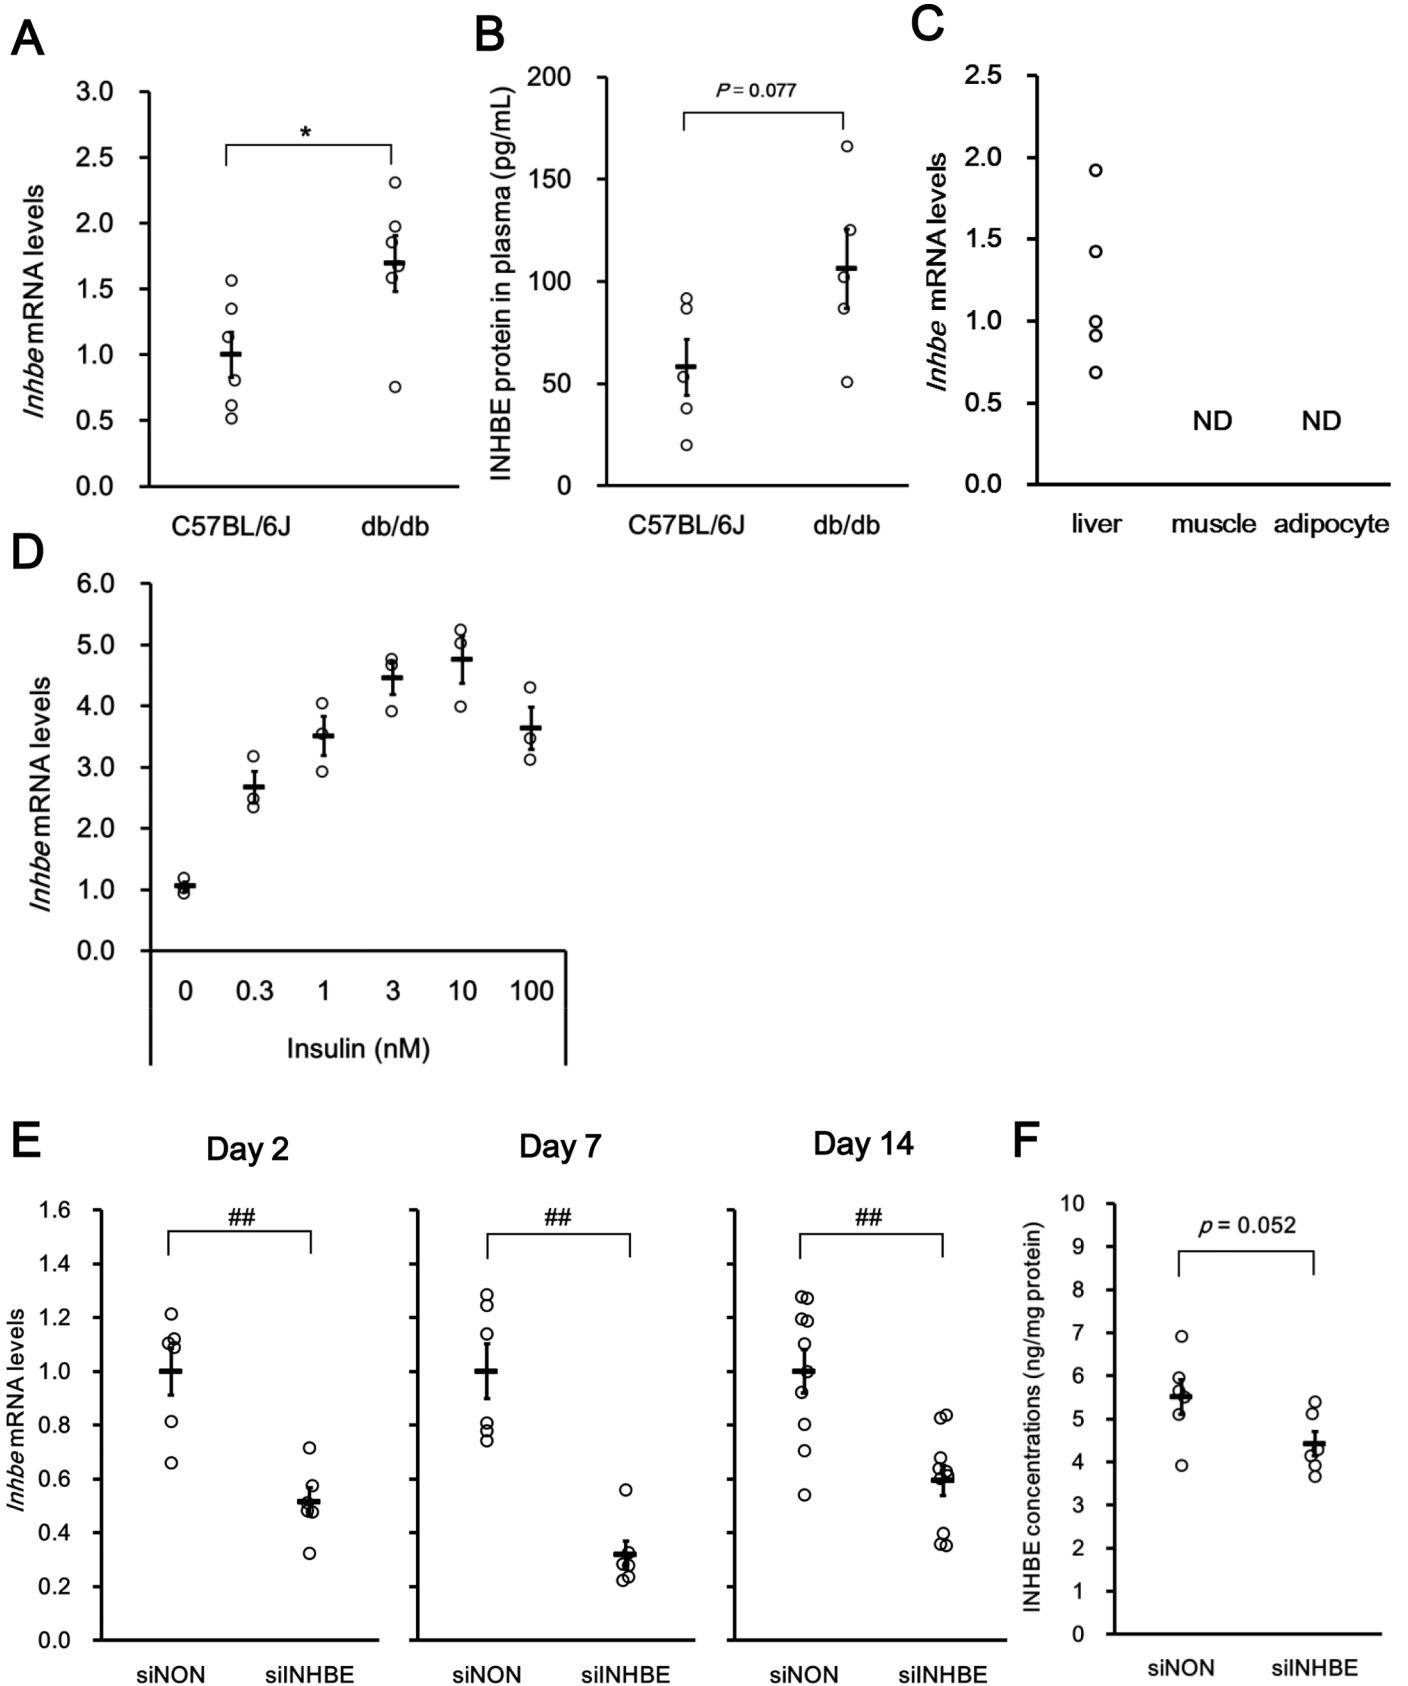 A
3.0
2.5
2.0
1.5
1.0
0.5
0.0
Inhbe mRNA levels
*
C57BL/6J db/db
B
200
150
100
50
0
INHBE protein in plasma (pg/mL)
P = 0.077
C57BL/6J db/db
C
2.5
2.0
1.5
1.0
0.5
0.0
Inhbe mRNA levels
ND ND
liver muscle adipocyte
D
6.0
5.0
4.0
3.0
2.0
1.0
0.0
Inhbe mRNA levels
0 0.3 1 3 10 100
Insulin (nM)
E
Day 2 Day 7 Day 14
1.6
1.4
1.2
1.0
0.8
0.6
0.4
0.2
0.0
Inhbe mRNA levels
## ## ##
siNON siINHBE siNON siINHBE siNON siINHBE
F
10
9
8
7
6
5
4
3
2
1
0
INHBE concentrations (ng/mg protein)
p = 0.052
siNON siINHBE